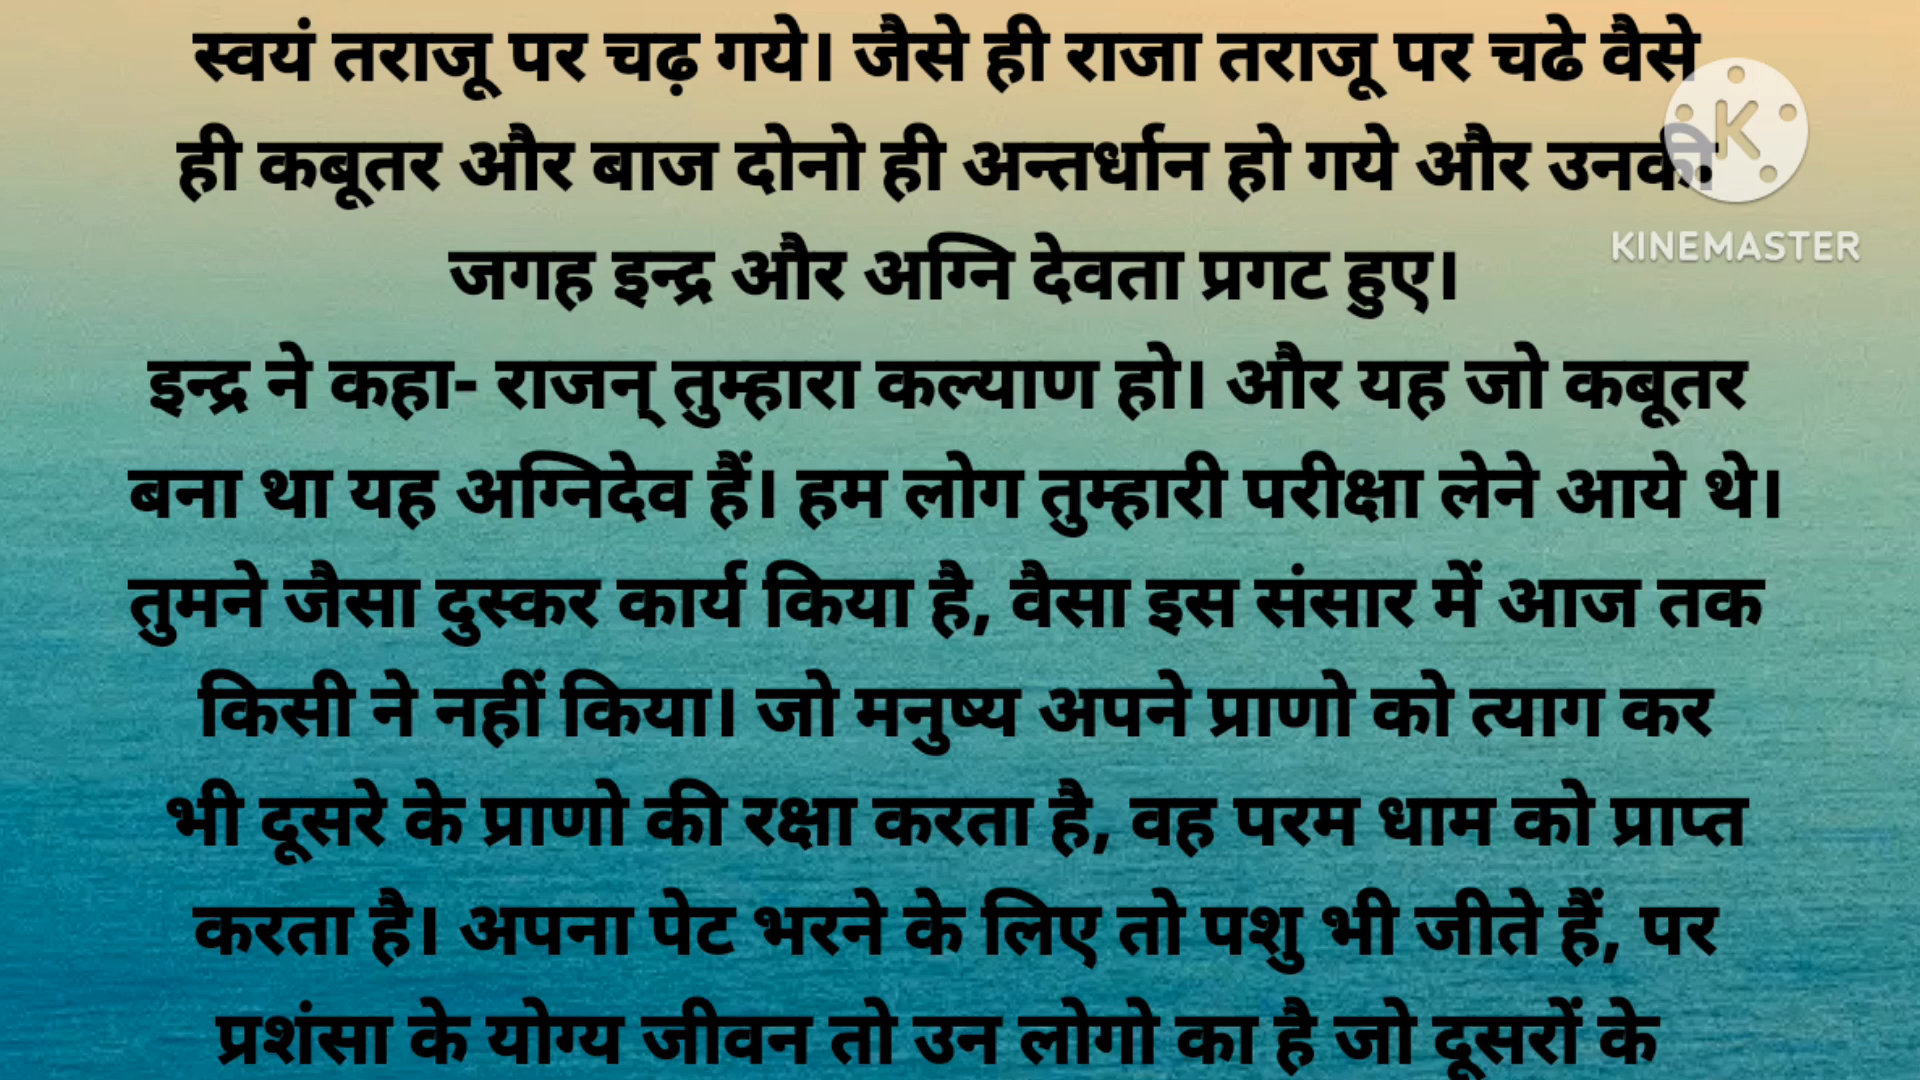 स्वयं तराजू पर चढ़ गये। जैसे ही राजा तराजू पर चढे वैसे
ही कबूतर और बाज दोनो ही अन्तर्धान हो गये और उनकी
जगह इन्द्र और अग्नि देवता प्रगट हुए।
इन्द्र ने कहा- राजन् तुम्हारा कल्याण हो। और यह जो कबूतर
बना था यह अग्निदेव हैं। हम लोग तुम्हारी परीक्षा लेने आये थे।
तुमने जैसा दुस्कर कार्य किया है, वैसा इस संसार में आज तक
किसी ने नहीं किया। जो मनुष्य अपने प्राणो को त्याग कर
भी दूसरे के प्राणो की रक्षा करता है, वह परम धाम को प्राप्त
करता है। अपना पेट भरने के लिए तो पशु भी जीते हैं, पर
प्रशंसा के योग्य जीवन तो उन लोगो का है जो दूसरों के
K
KINEMASTER